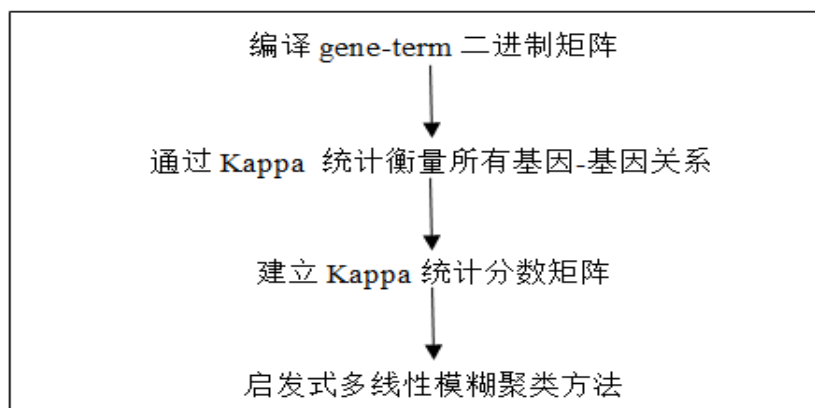 编译 gene-term 二进制矩阵
通过 Kappa 统计衡量所有基因-基因关系
建立 Kappa 统计分数矩阵
启发式多线性模糊聚类方法